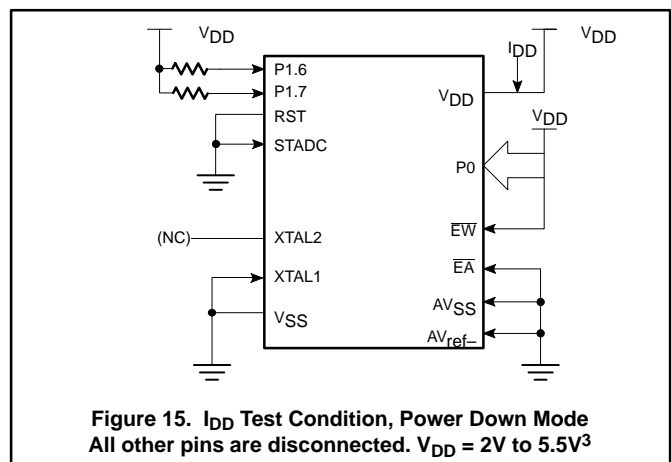 VDD
P1.6
P1.7
RST
STADC
(NC)
XTAL2
XTAL1
VSS
IDD
VDD
VDD
VDD
P0
EW
EA
AVSS
AVref–
Figure 15. IDD Test Condition, Power Down Mode
All other pins are disconnected. VDD = 2V to 5.5V3